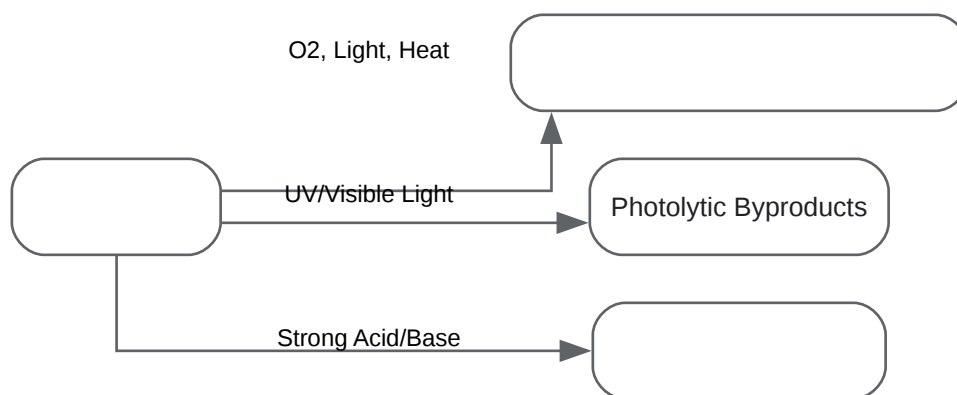 O2, Light, Heat
UV/Visible Light
Photolytic Byproducts
Strong Acid/Base